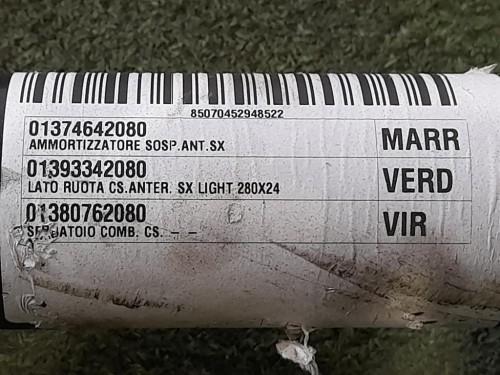 85070452948522
01374642080
AMMORTIZZATORE SOSP.ANT.SX
MARR
01393342080
LATO RUOTA CS.ANTER. SX LIGHT 280X24
VERD
01380762080
SERBATOIO COMB. CS. – –
VIR